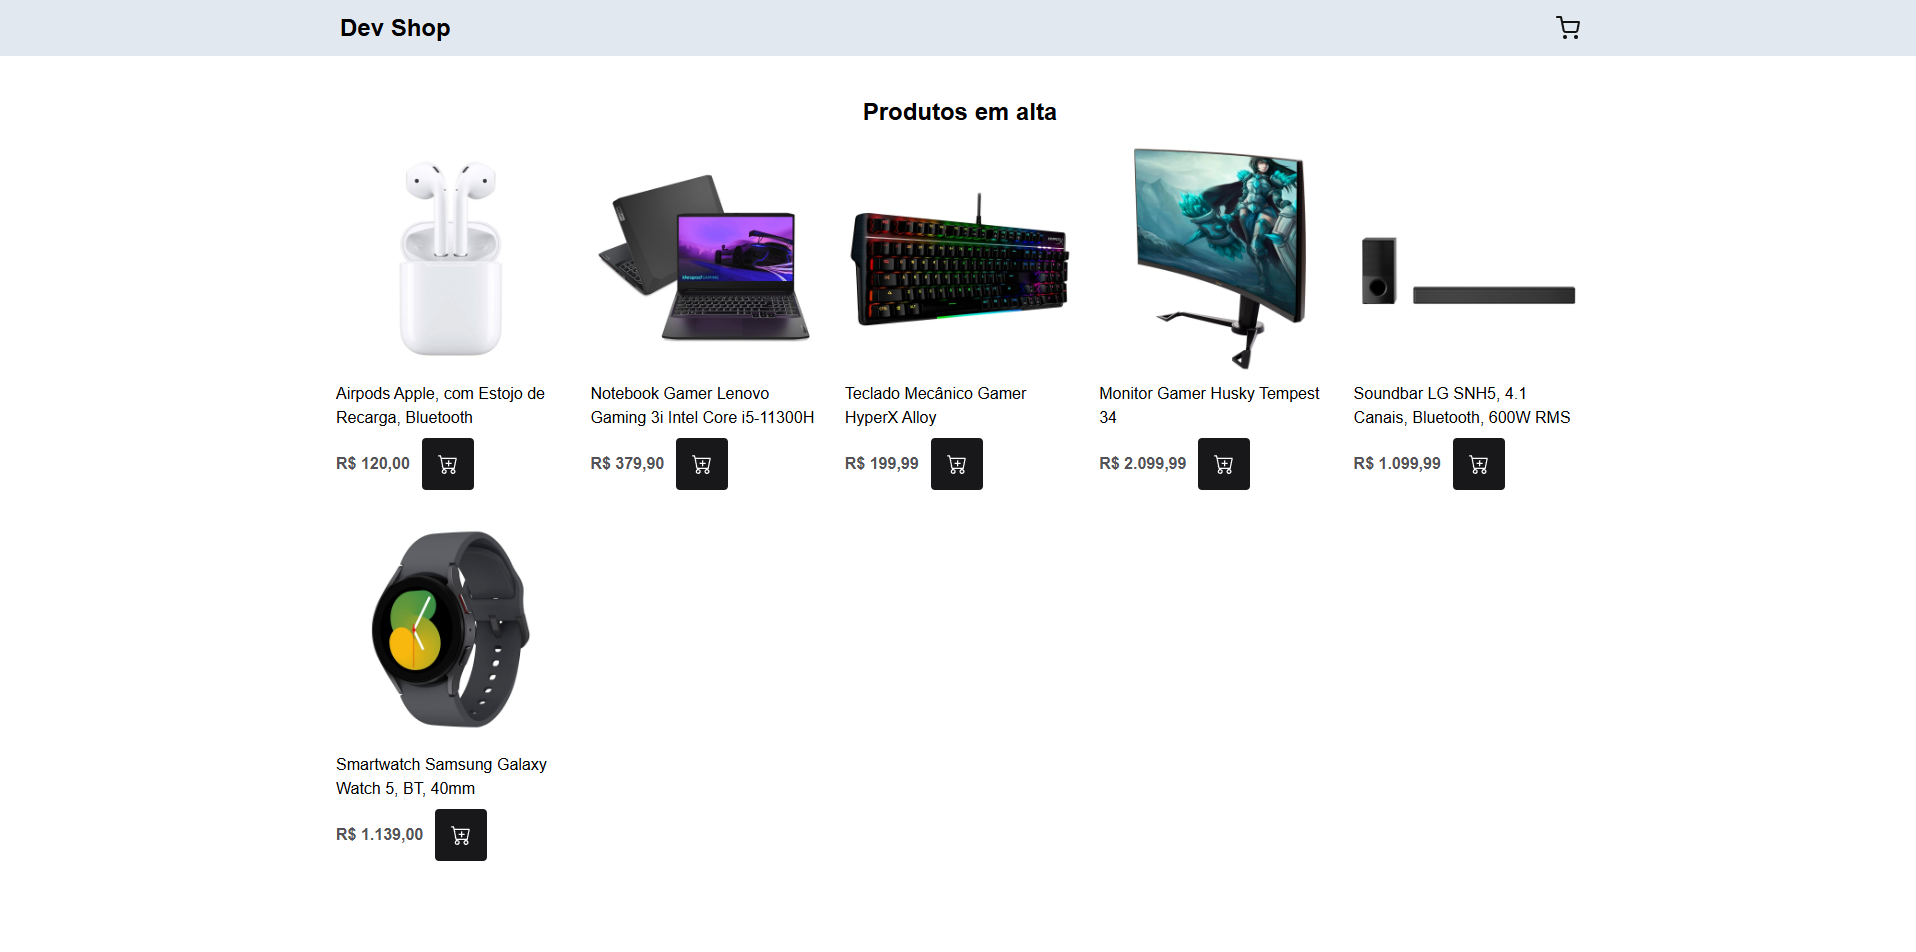 Dev Shop
Produtos em alta
Airpods Apple, com Estojo de
Recarga, Bluetooth
R$ 120,00
Notebook Gamer Lenovo
Gaming 3i Intel Core i5-11300H
R$ 379,90
Teclado Mecânico Gamer
HyperX Alloy
R$ 199,99
Monitor Gamer Husky Tempest
34
R$ 2.099,99
Soundbar LG SNH5, 4.1
Canais, Bluetooth, 600W RMS
R$ 1.099,99
Smartwatch Samsung Galaxy
Watch 5, BT, 40mm
R$ 1.139,00